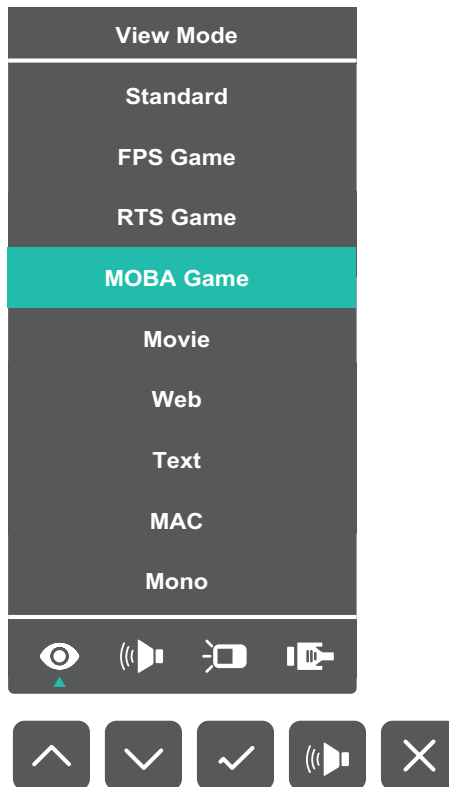 View Mode
Standard
FPS Game
RTS Game
MOBA Game
Movie
Web
Text
MAC
Mono